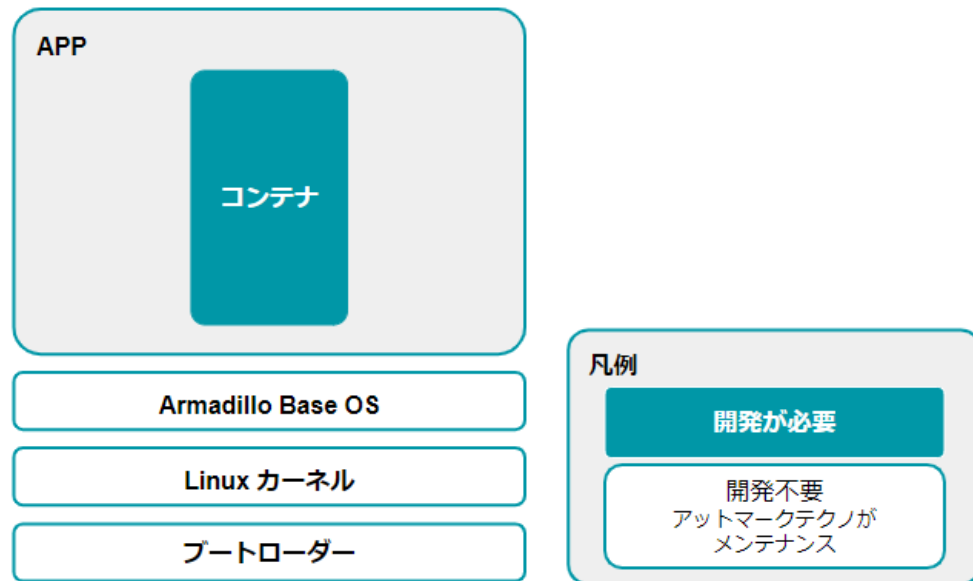 APP
コンテナ
Armadillo Base OS
Linux カーネル
ブートローダー
凡例
開発が必要
開発不要
アットマークテクノが
メンテナンス